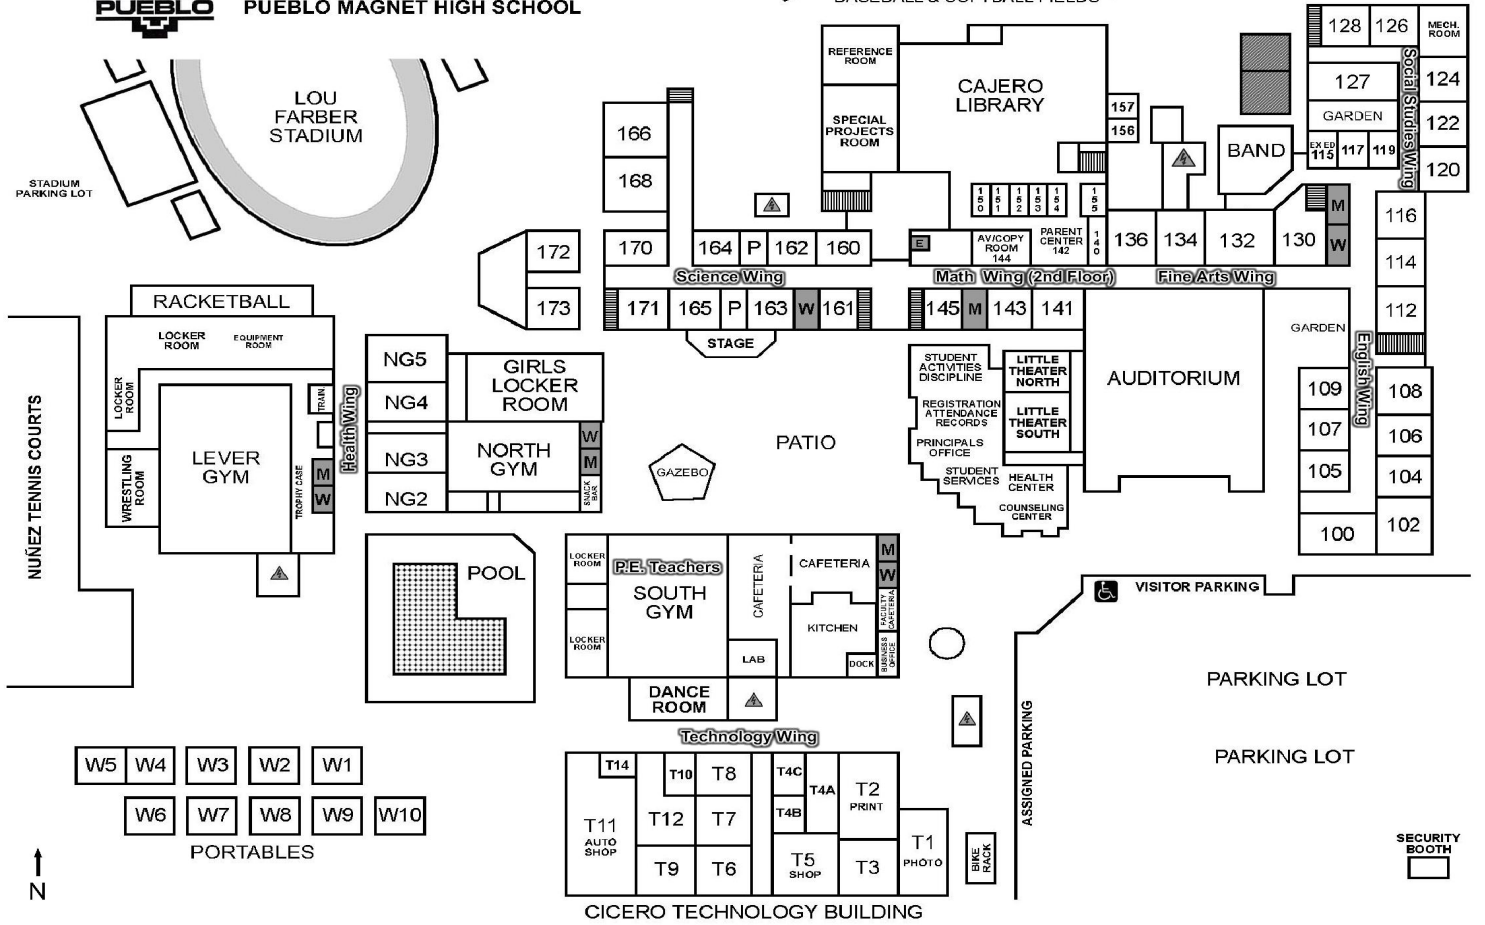 PUEBLO
PUEBLO MAGNET HIGH SCHOOL
BASEBALL & SOFTBALL FIELDS
LOU
FARBER
STADIUM
STADIUM
PARKING LOT
REFERENCE
ROOM
SPECIAL
PROJECTS
ROOM
CAJERO
LIBRARY
157
156
150
151
152
153
154
155
BAND
128
126
MECH.
ROOM
127
GARDEN
EX ED
115
117
119
Social Studies Wing
124
122
120
116
114
112
166
168
170
164
P
162
160
E
AV/COPY
ROOM
144
PARENT
CENTER
142
140
136
134
132
130
M
W
Science Wing
Math Wing (2nd Floor)
Fine Arts Wing
172
173
171
165
P
163
W
161
145
M
143
141
STAGE
GARDEN
English Wing
109
107
105
100
108
106
104
102
AUDITORIUM
STUDENT
ACTIVITIES
DISCIPLINE
REGISTRATION
ATTENDANCE
RECORDS
PRINCIPALS
OFFICE
STUDENT
SERVICES
HEALTH
CENTER
COUNSELING
CENTER
LITTLE
THEATER
NORTH
LITTLE
THEATER
SOUTH
PATIO
GAZEBO
RACKETBALL
LOCKER
ROOM
EQUIPMENT
ROOM
LOCKER
ROOM
TRAIN.
LEVER
GYM
WRESTLING
ROOM
TROPHY CASE
M
W
Health Wing
NUÑEZ TENNIS COURTS
NG5
NG4
NG3
NG2
GIRLS
LOCKER
ROOM
NORTH
GYM
W
M
SNACK
BAR
POOL
LOCKER
ROOM
LOCKER
ROOM
P.E. Teachers
SOUTH
GYM
CAFETERIA
CAFETERIA
M
W
FACULTY
CAFETERIA
KITCHEN
LAB
DOCK
BUSINESS
OFFICE
DANCE
ROOM
Technology Wing
VISITOR PARKING
PARKING LOT
PARKING LOT
ASSIGNED PARKING
SECURITY
BOOTH
BIKE
RACK
W5
W4
W3
W2
W1
W6
W7
W8
W9
W10
PORTABLES
N
T14
T11
AUTO
SHOP
T10
T8
T12
T7
T9
T6
T4C
T4A
T4B
T5
SHOP
T2
PRINT
T3
T1
PHOTO
CICERO TECHNOLOGY BUILDING